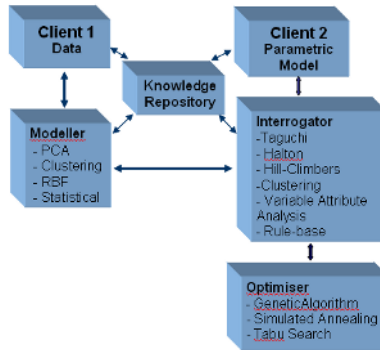 Client 1
Data
Client 2
Parametric
Model
Knowledge
Repository
Modeller
- PCA
- Clustering
- RBF
- Statistical
Interrogator
-Taguchi
- Halton
- Hill-Climbers
-Clustering
- Variable Attribute
Analysis
- Rule-base
Optimiser
- GeneticAlgorithm
- Simulated Annealing
- Tabu Search